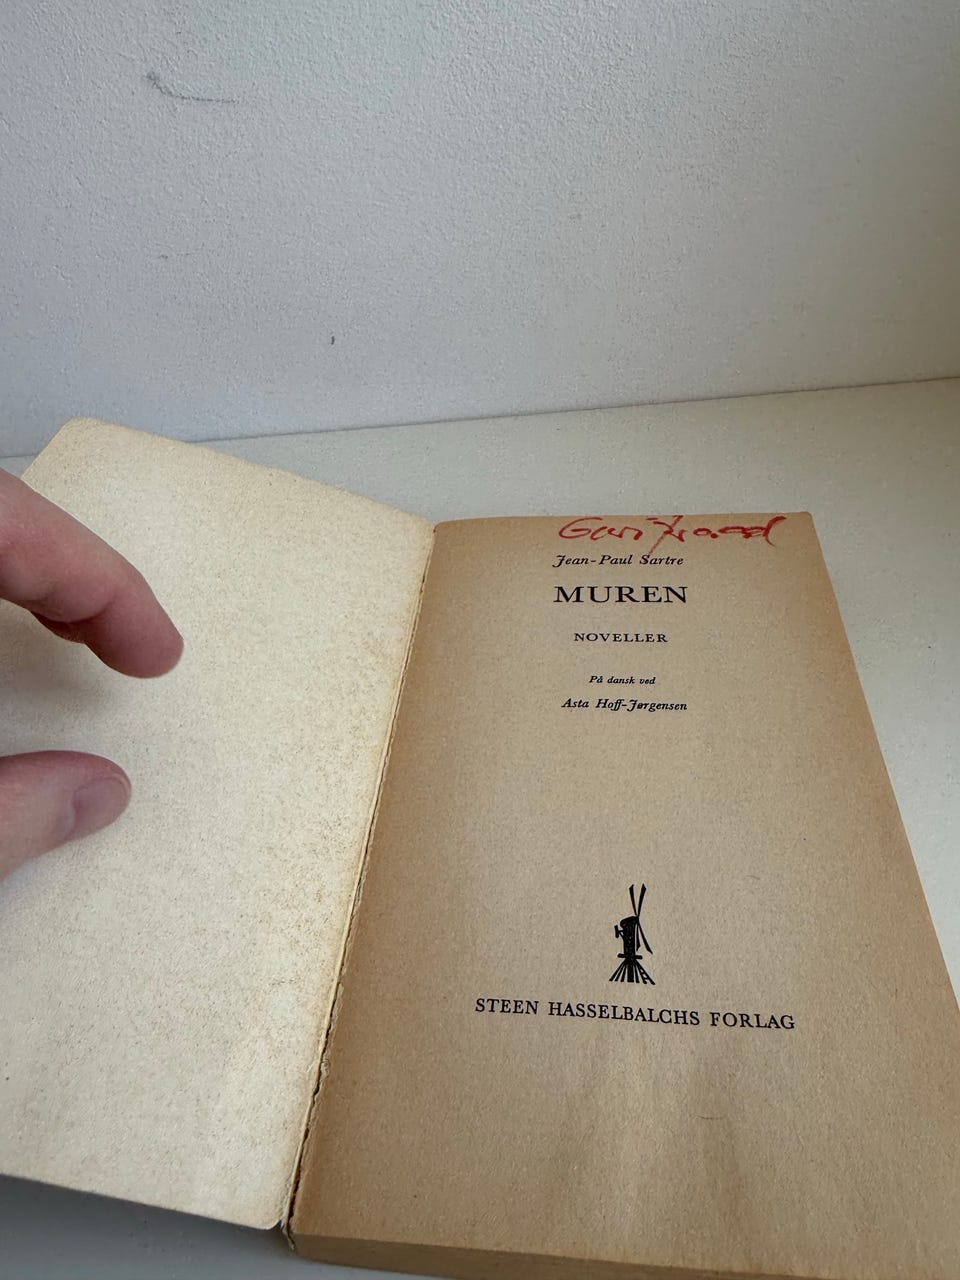 Jean-Paul Sartre
MUREN
NOVELLER
På dansk ved
Asta Hoff-Jørgensen
STEEN HASSELBALCHS FORLAG